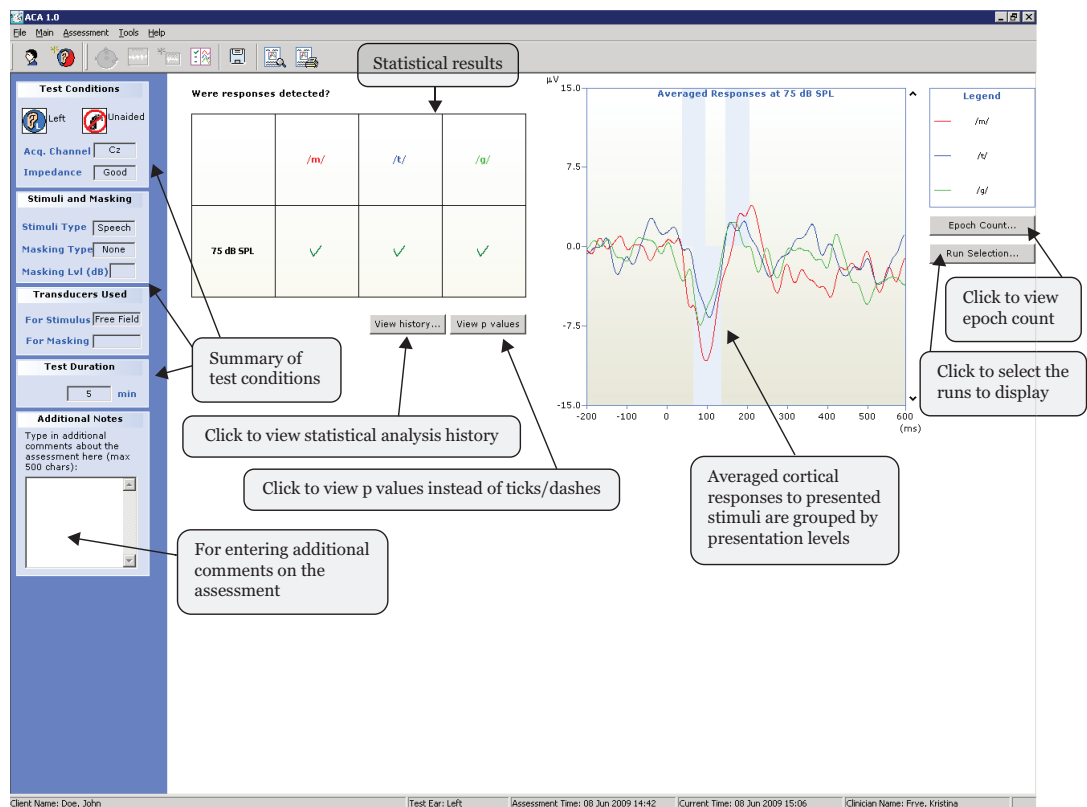 ACA 1.0
File Main Assessment Tools Help
Statistical results
Test Conditions
Left
Unaided
Acq. Channel Cz
Impedance Good
Stimuli and Masking
Stimuli Type Speech
Masking Type None
Masking Lvl (dB)
Transducers Used
For Stimulus Free Field
For Masking
Test Duration
5 min
Additional Notes
Type in additional
comments about the
assessment here (max
500 chars):
Were responses detected?
/m/ /t/ /g/
75 dB SPL ✓ ✓ ✓
View history... View p values
Summary of
test conditions
Click to view statistical analysis history
Click to view p values instead of ticks/dashes
For entering additional
comments on the
assessment
µV
Averaged Responses at 75 dB SPL
15.0
7.5
0.0
-7.5
-15.0
-200 -100 0 100 200 300 400 500 600
(ms)
Averaged cortical
responses to presented
stimuli are grouped by
presentation levels
Legend
/m/
/t/
/g/
Epoch Count...
Run Selection...
Click to view
epoch count
Click to select the
runs to display
Client Name: Doe, John Test Ear: Left Assessment Time: 08 Jun 2009 14:42 Current Time: 08 Jun 2009 15:06 Clinician Name: Frye, Kristina